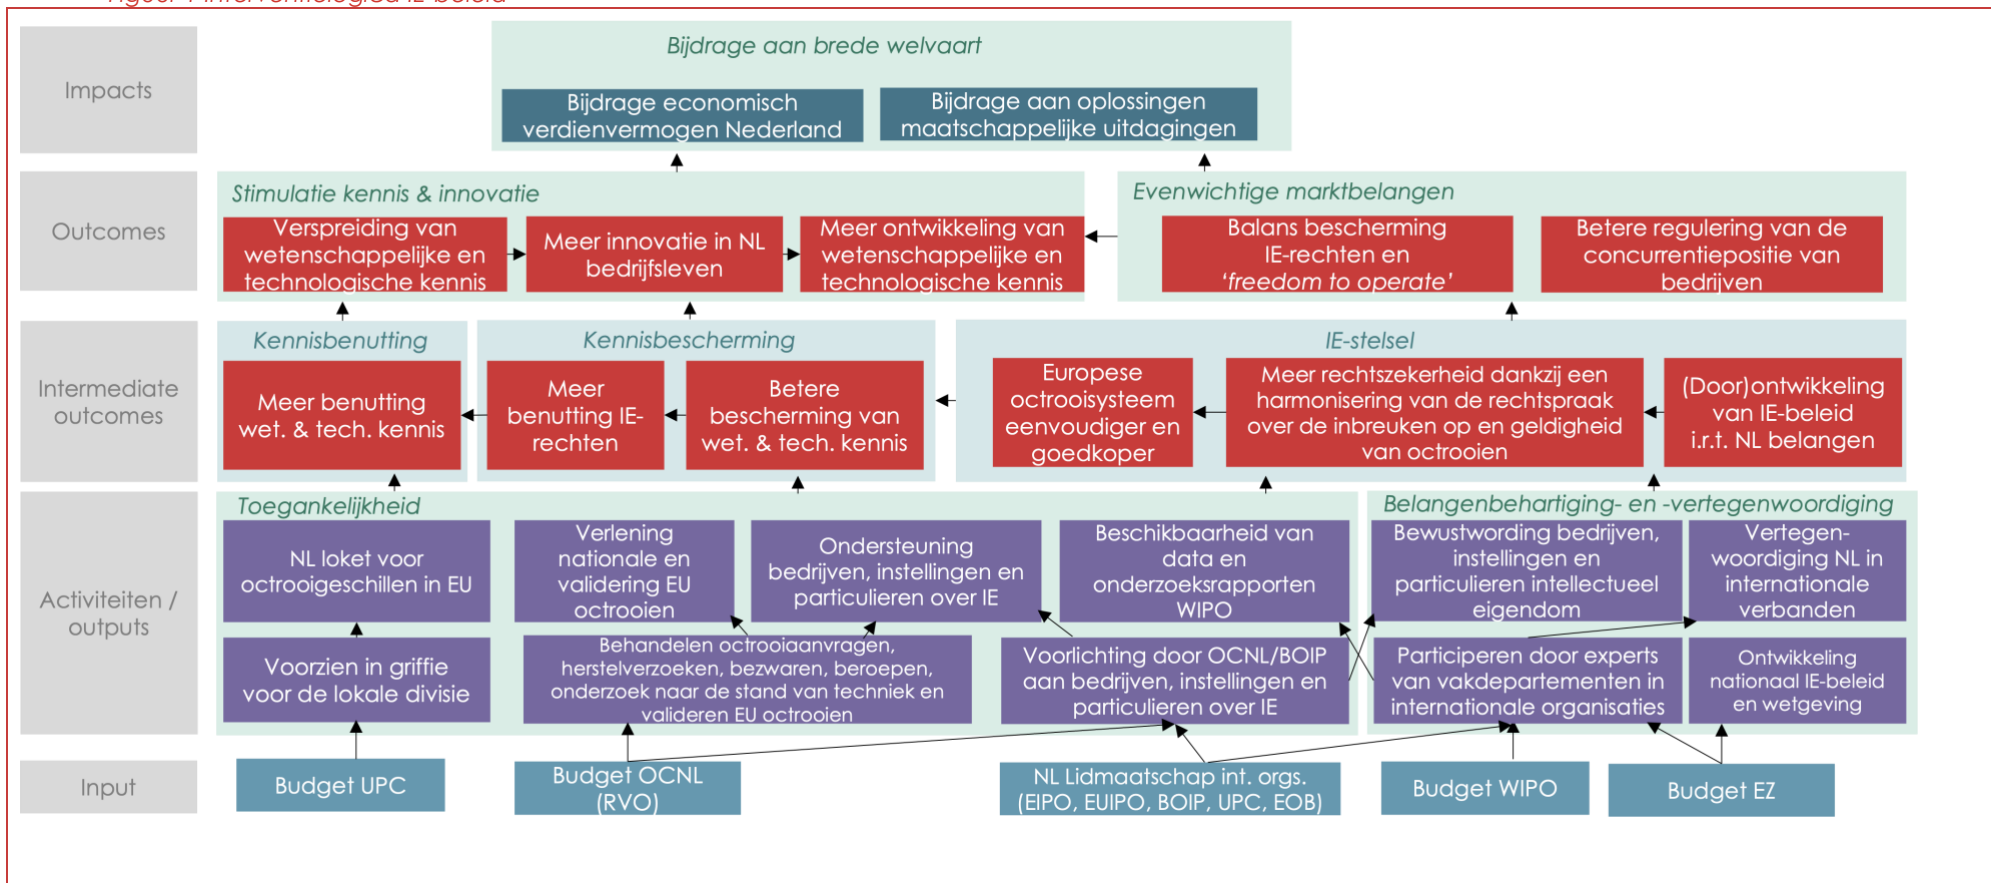 Figuur 1 Interventielogica IE-beleid
Impacts
Bijdrage aan brede welvaart
Bijdrage economisch
verdienvermogen Nederland
Bijdrage aan oplossingen
maatschappelijke uitdagingen
Outcomes
Stimulatie kennis & innovatie
Verspreiding van
wetenschappelijke en
technologische kennis
Meer innovatie in NL
bedrijfsleven
Meer ontwikkeling van
wetenschappelijke en
technologische kennis
Evenwichtige marktbelangen
Balans bescherming
IE-rechten en
‘freedom to operate’
Betere regulering van de
concurrentiepositie van
bedrijven
Intermediate
outcomes
Kennisbenutting
Meer benutting
wet. & tech. kennis
Kennisbescherming
Meer
benutting IE-
rechten
Betere
bescherming van
wet. & tech. kennis
IE-stelsel
Europese
octrooisysteem
eenvoudiger en
goedkoper
Meer rechtszekerheid dankzij een
harmonisering van de rechtspraak
over de inbreuken op en geldigheid
van octrooien
(Door)ontwikkeling
van IE-beleid
i.r.t. NL belangen
Activiteiten /
outputs
Toegankelijkheid
NL loket voor
octrooigeschillen in EU
Verlening
nationale en
validering EU
octrooien
Ondersteuning
bedrijven, instellingen en
particulieren over IE
Beschikbaarheid van
data en
onderzoeksrapporten
WIPO
Voorzien in griffie
voor de lokale divisie
Behandelen octrooiaanvragen,
herstelverzoeken, bezwaren, beroepen,
onderzoek naar de stand van techniek en
valideren EU octrooien
Voorlichting door OCNL/BOIP
aan bedrijven, instellingen en
particulieren over IE
Belangenbehartiging- en -vertegenwoordiging
Bewustwording bedrijven,
instellingen en
particulieren intellectueel
eigendom
Vertegen-
woordiging NL in
internationale
verbanden
Participeren door experts
van vakdepartementen in
internationale organisaties
Ontwikkeling
nationaal IE-beleid
en wetgeving
Input
Budget UPC
Budget OCNL
(RVO)
NL Lidmaatschap int. orgs.
(EIPO, EUIPO, BOIP, UPC, EOB)
Budget WIPO
Budget EZ